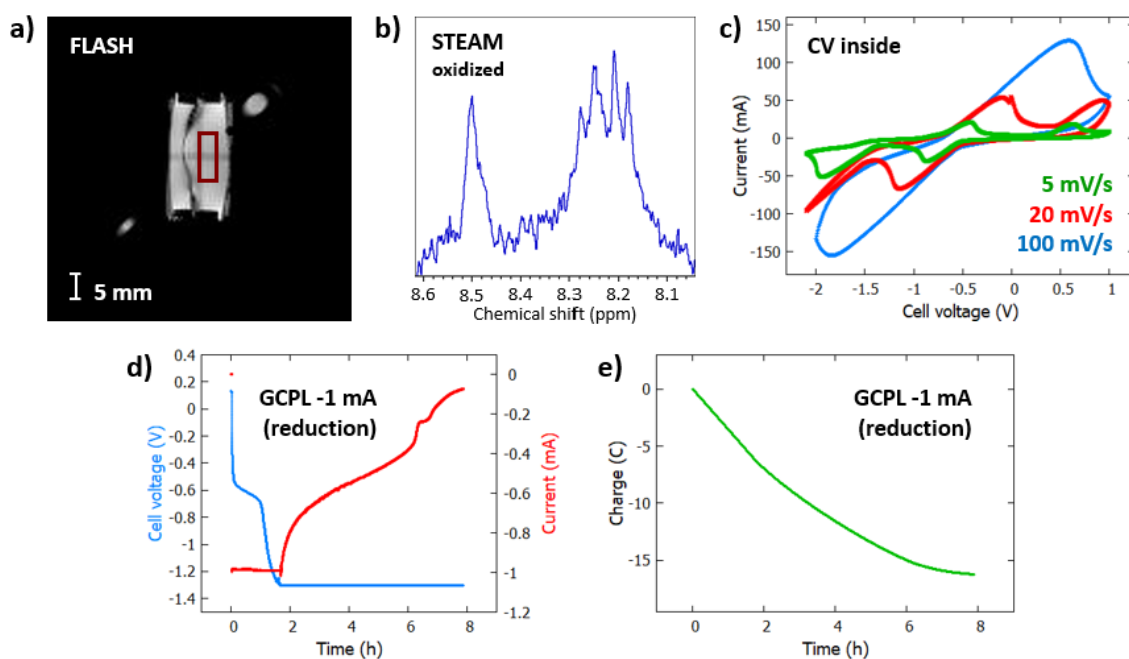 a)
FLASH
5 mm
b)
STEAM
oxidized
8.6 8.5 8.4 8.3 8.2 8.1
Chemical shift (ppm)
c)
CV inside
150
100
50
0
-50
-100
-150
Current (mA)
5 mV/s
20 mV/s
100 mV/s
-2 -1.5 -1 -0.5 0 0.5 1
Cell voltage (V)
d)
GCPL -1 mA
(reduction)
0.4
0.2
0
-0.2
-0.4
-0.6
-0.8
-1
-1.2
-1.4
Cell voltage (V)
0
-0.2
-0.4
-0.6
-0.8
-1
-1.2
Current (mA)
0 2 4 6 8
Time (h)
e)
GCPL -1 mA
(reduction)
0
-5
-10
-15
Charge (C)
0 2 4 6 8
Time (h)